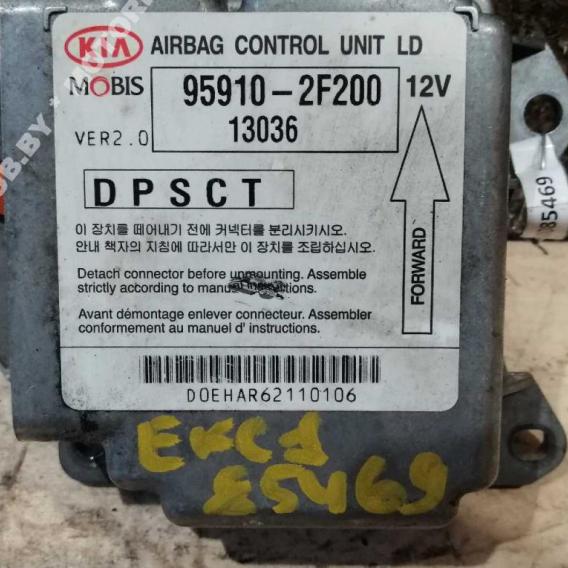 KIA AIRBAG CONTROL UNIT LD
MOBIS 95910-2F200 12V
VER2.0 13036
DPSCT
이 장치를 떼어내기 전에 커넥터를 분리시키시오.
안내 책자의 지침에 따라서만 이 장치를 조립하십시오.
FORWARD
Detach connector before unmounting. Assemble
strictly according to manual instructions.
Avant démontage enlever connecteur. Assembler
conformement au manuel d' instructions.
D0EHAR62110106
85469
85469